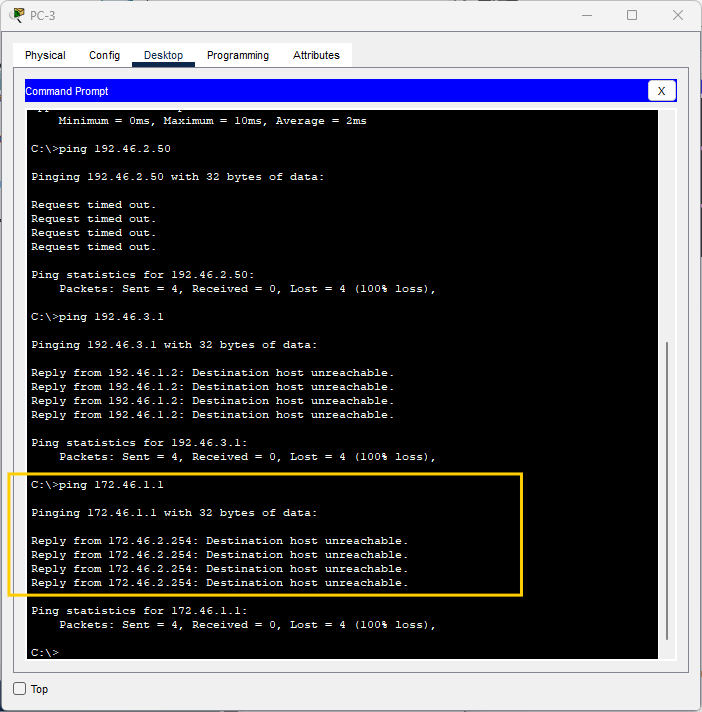 PC-3
Physical Config Desktop Programming Attributes
Command Prompt X
Minimum = 0ms, Maximum = 10ms, Average = 2ms
C:\>ping 192.46.2.50
Pinging 192.46.2.50 with 32 bytes of data:
Request timed out.
Request timed out.
Request timed out.
Request timed out.
Ping statistics for 192.46.2.50:
Packets: Sent = 4, Received = 0, Lost = 4 (100% loss),
C:\>ping 192.46.3.1
Pinging 192.46.3.1 with 32 bytes of data:
Reply from 192.46.1.2: Destination host unreachable.
Reply from 192.46.1.2: Destination host unreachable.
Reply from 192.46.1.2: Destination host unreachable.
Reply from 192.46.1.2: Destination host unreachable.
Ping statistics for 192.46.3.1:
Packets: Sent = 4, Received = 0, Lost = 4 (100% loss),
C:\>ping 172.46.1.1
Pinging 172.46.1.1 with 32 bytes of data:
Reply from 172.46.2.254: Destination host unreachable.
Reply from 172.46.2.254: Destination host unreachable.
Reply from 172.46.2.254: Destination host unreachable.
Reply from 172.46.2.254: Destination host unreachable.
Ping statistics for 172.46.1.1:
Packets: Sent = 4, Received = 0, Lost = 4 (100% loss),
C:\>
Top